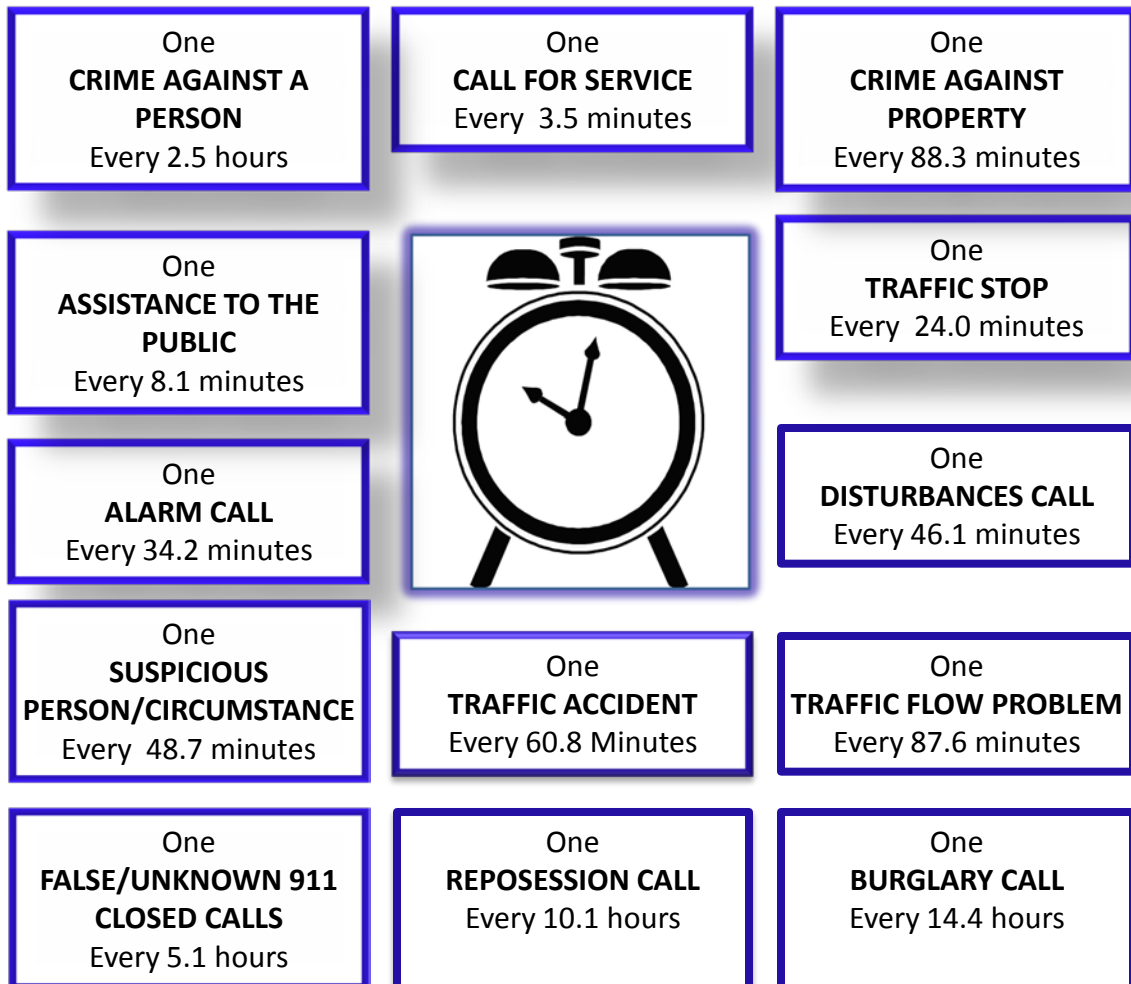 One
CRIME AGAINST A
PERSON
Every 2.5 hours
One
CALL FOR SERVICE
Every 3.5 minutes
One
CRIME AGAINST
PROPERTY
Every 88.3 minutes
One
ASSISTANCE TO THE
PUBLIC
Every 8.1 minutes
One
TRAFFIC STOP
Every 24.0 minutes
One
ALARM CALL
Every 34.2 minutes
One
DISTURBANCES CALL
Every 46.1 minutes
One
SUSPICIOUS
PERSON/CIRCUMSTANCE
Every 48.7 minutes
One
TRAFFIC ACCIDENT
Every 60.8 Minutes
One
TRAFFIC FLOW PROBLEM
Every 87.6 minutes
One
FALSE/UNKNOWN 911
CLOSED CALLS
Every 5.1 hours
One
REPOSESSION CALL
Every 10.1 hours
One
BURGLARY CALL
Every 14.4 hours